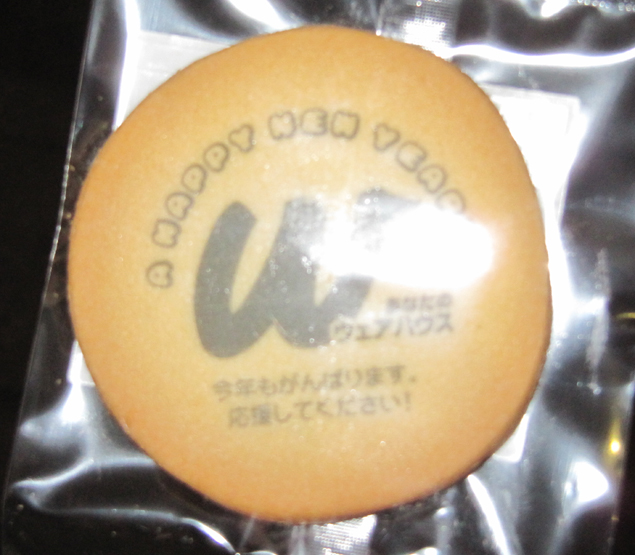 A HAPPY NEW YEAR
W
あなたの
ウェアハウス
今年もがんばります。
応援してください!